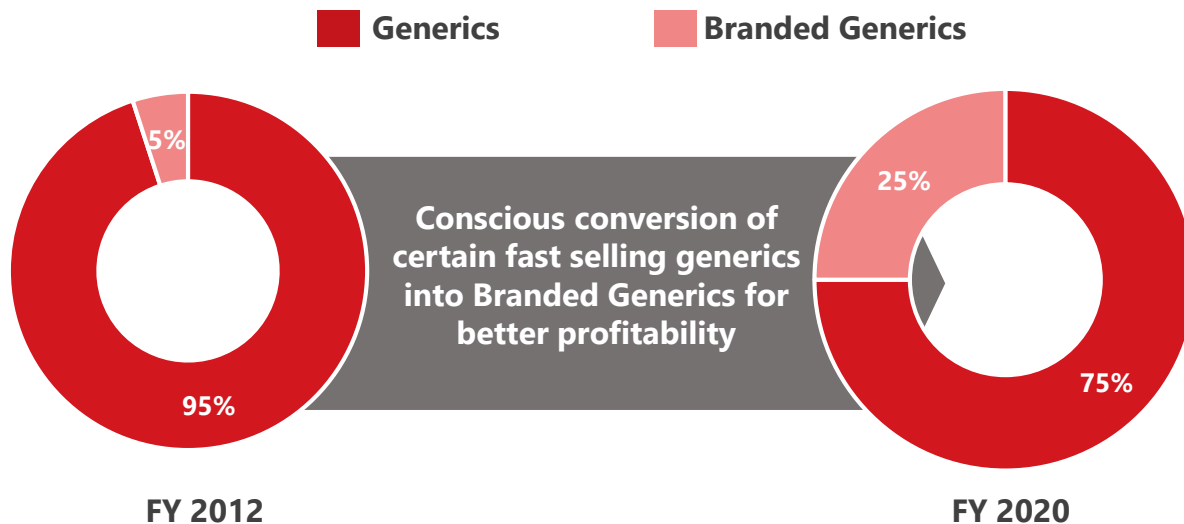 Generics
Branded Generics
5%
95%
Conscious conversion of
certain fast selling generics
into Branded Generics for
better profitability
25%
75%
FY 2012
FY 2020